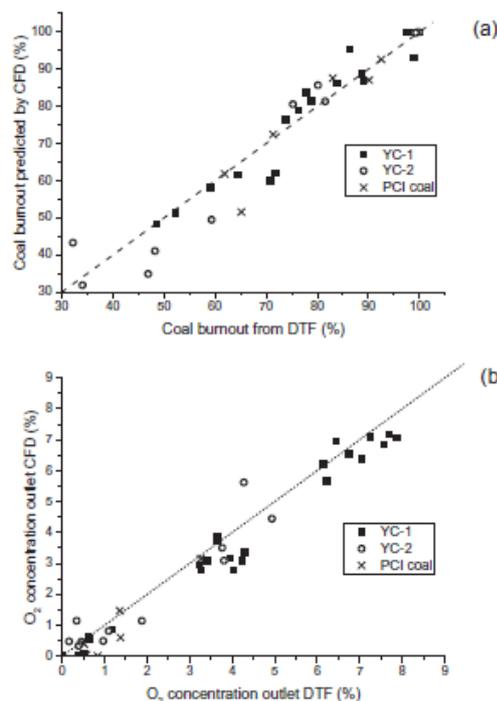 (a)
100
90
80
70
60
50
40
30
Coal burnout predicted by CFD (%)
YC-1
YC-2
PCI coal
30 40 50 60 70 80 90 100
Coal burnout from DTF (%)
(b
9
8
7
6
5
4
3
2
1
0
O₂ concentration outlet CFD (%)
YC-1
YC-2
PCI coal
0 1 2 3 4 5 6 7 8 9
O₂ concentration outlet DTF (%)